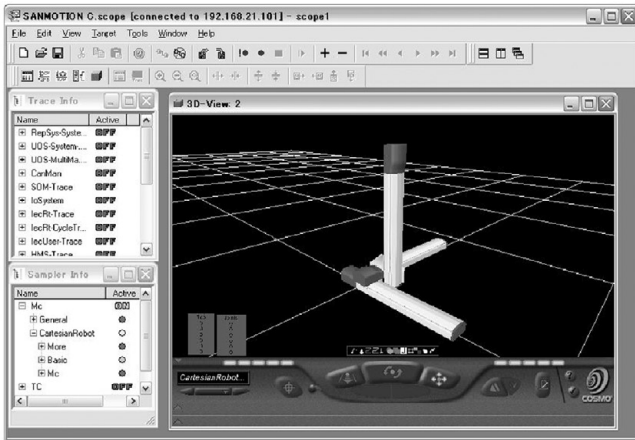 SANMOTION C.scope [connected to 192.168.21.101] - scope1
File Edit View Target Tools Window Help
Trace Info
Name Active
RepSys-Syste... OFF
UOS-System-... OFF
UOS-MultiMa... OFF
ConMan OFF
SOM-Trace OFF
IoSystem OFF
IecRt-Trace OFF
IecRt-CycleTr... OFF
IecUser-Trace OFF
HMS-Trace OFF
Sampler Info
Name Active
Mc
General
CartesianRobot
More
Basic
Mc
TC OFF
3D-View: 2
CartesianRobot...
COSIMO